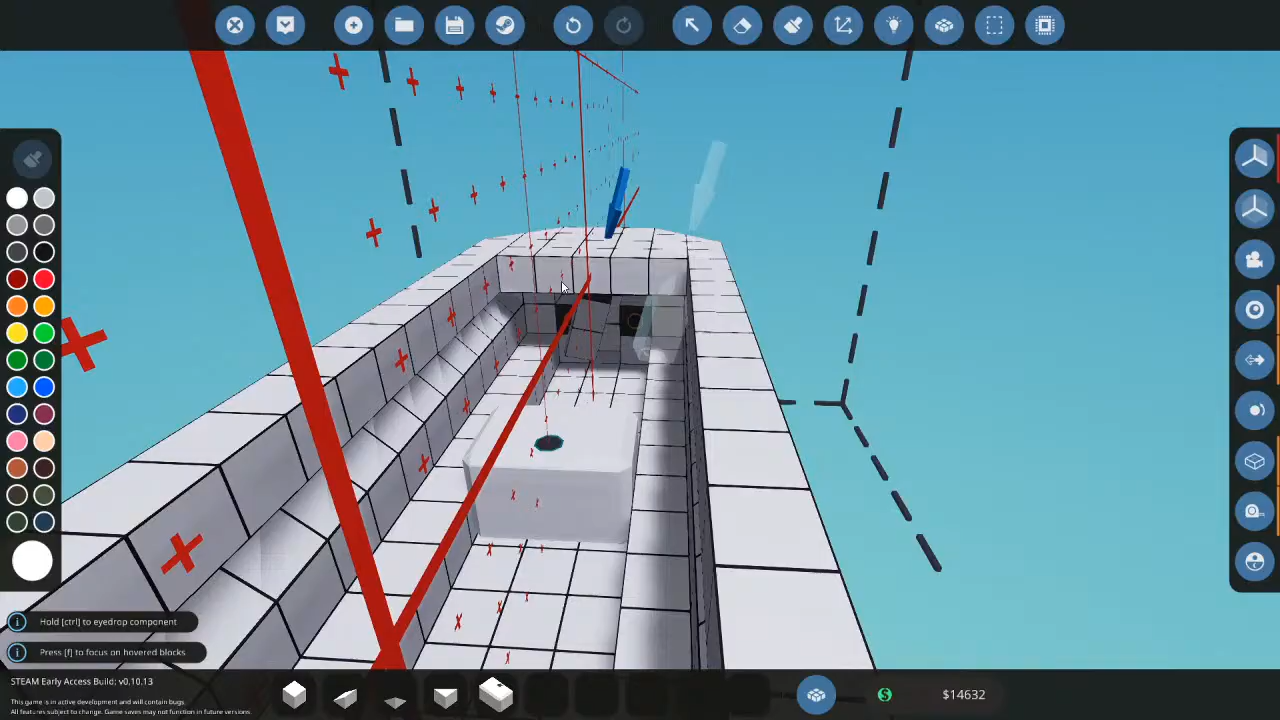 Hold [ctrl] to eyedrop component
Press [f] to focus on hovered blocks
STEAM Early Access Build: v0.10.13
This game is in active development and will contain bugs.
All features subject to change. Game saves may not function in future versions.
$ $14632